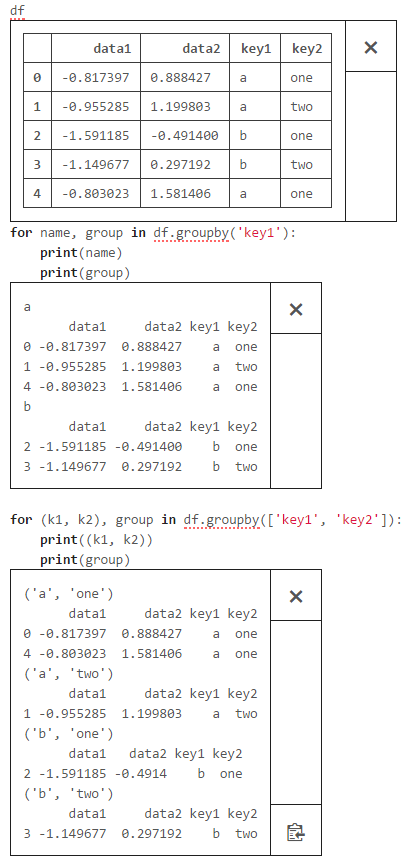 df
data1 data2 key1 key2
0 -0.817397 0.888427 a one
1 -0.955285 1.199803 a two
2 -1.591185 -0.491400 b one
3 -1.149677 0.297192 b two
4 -0.803023 1.581406 a one
for name, group in df.groupby('key1'):
    print(name)
    print(group)
a
      data1     data2 key1 key2
0 -0.817397  0.888427    a  one
1 -0.955285  1.199803    a  two
4 -0.803023  1.581406    a  one
b
      data1     data2 key1 key2
2 -1.591185 -0.491400    b  one
3 -1.149677  0.297192    b  two
for (k1, k2), group in df.groupby(['key1', 'key2']):
    print((k1, k2))
    print(group)
('a', 'one')
      data1     data2 key1 key2
0 -0.817397  0.888427    a  one
4 -0.803023  1.581406    a  one
('a', 'two')
      data1     data2 key1 key2
1 -0.955285  1.199803    a  two
('b', 'one')
      data1   data2 key1 key2
2 -1.591185 -0.4914    b  one
('b', 'two')
      data1     data2 key1 key2
3 -1.149677  0.297192    b  two